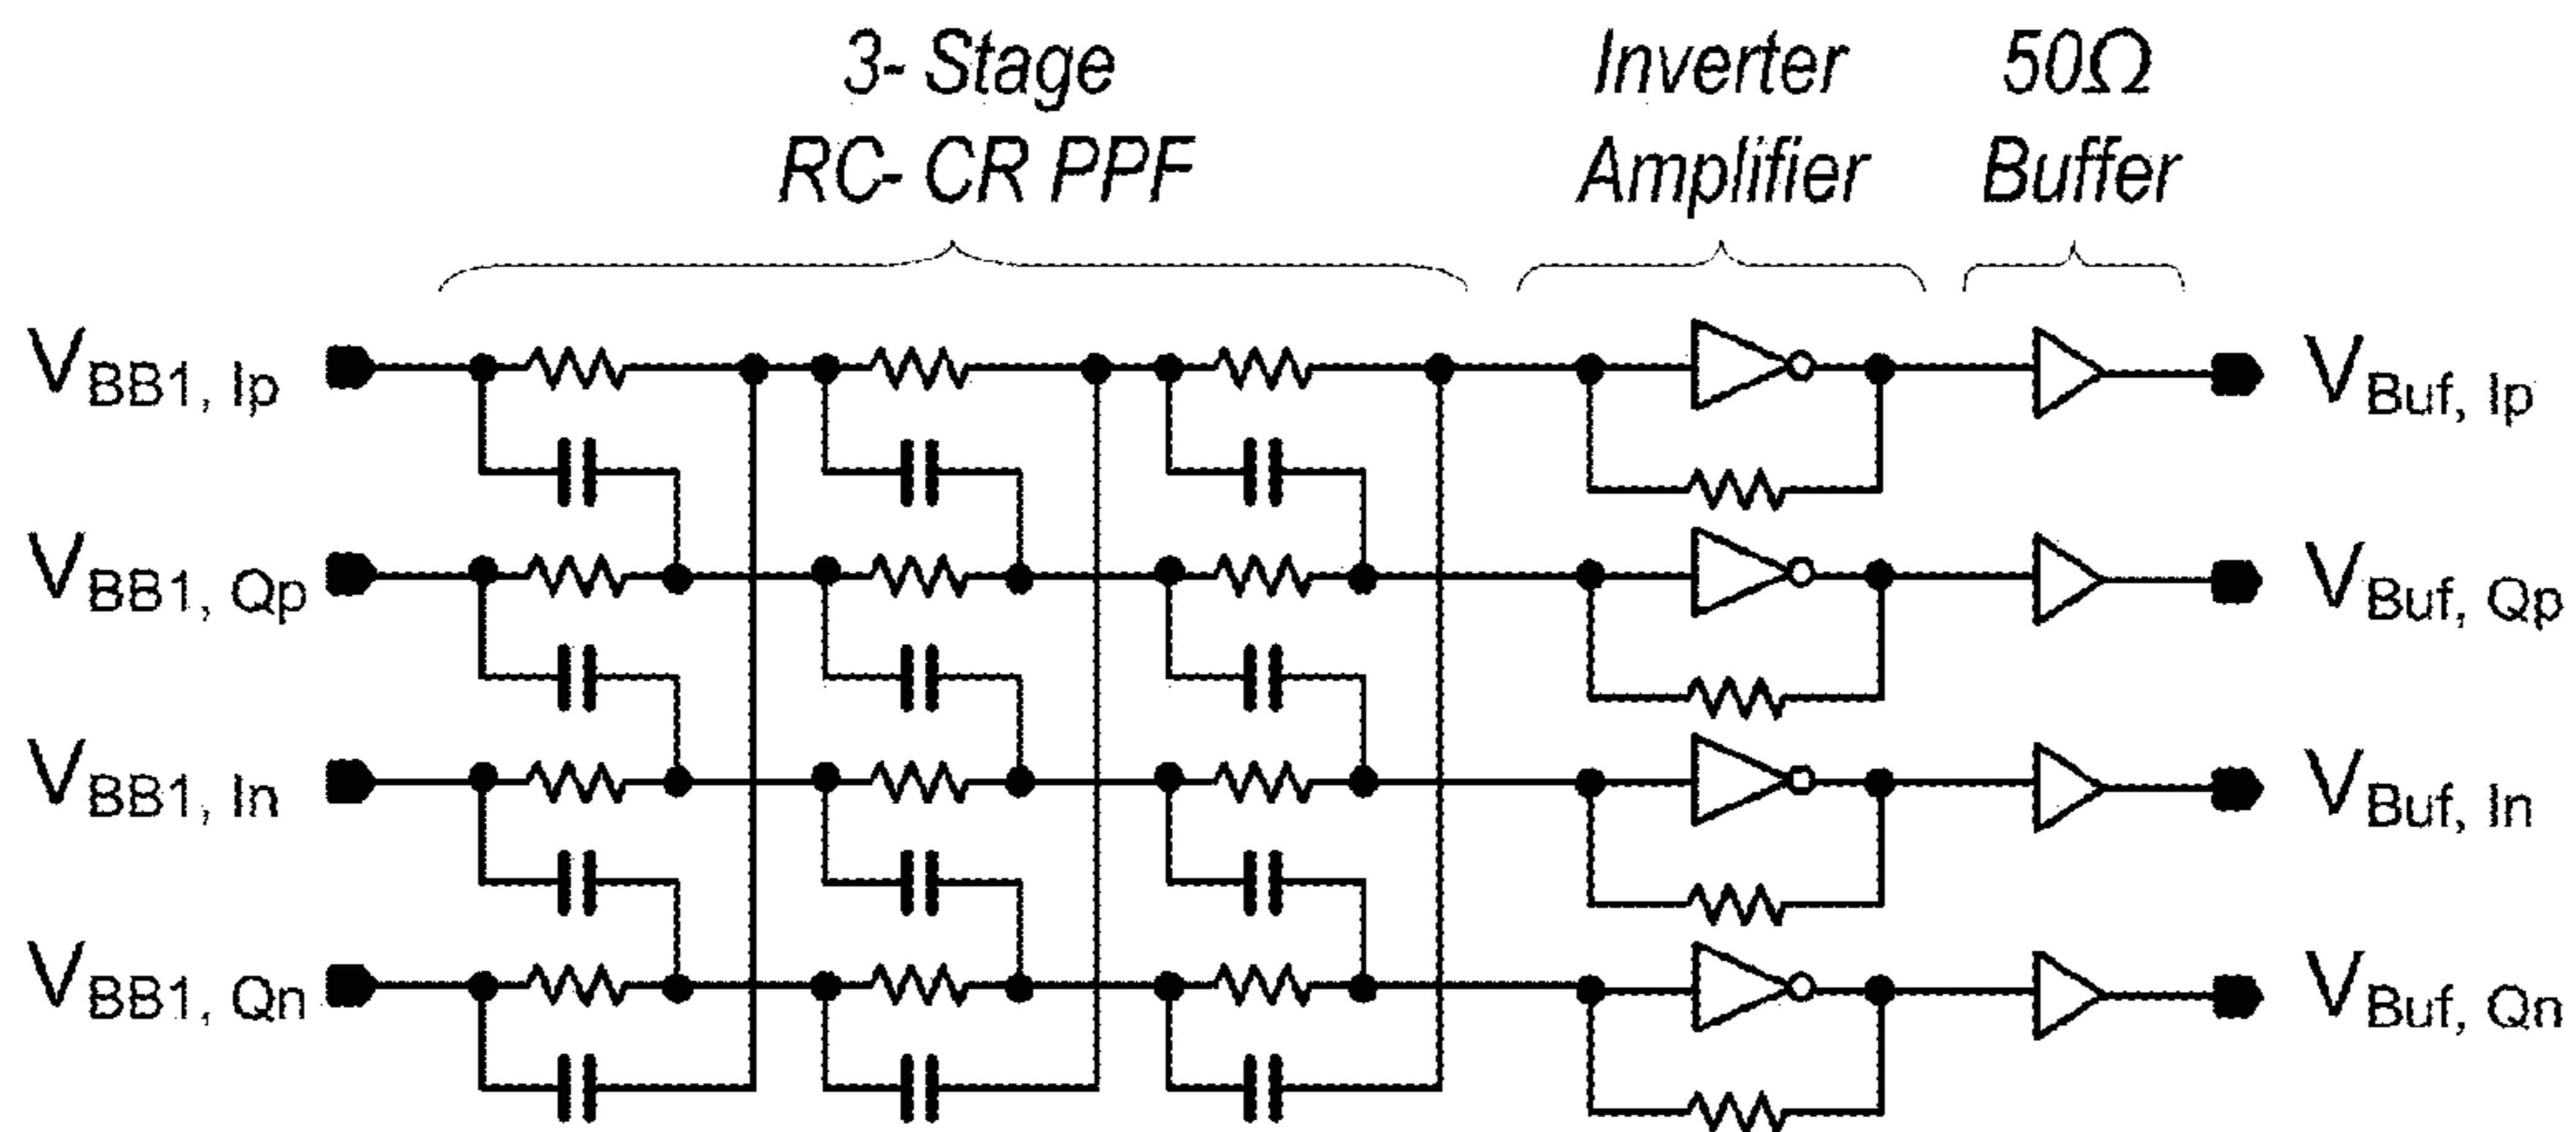 3- Stage
RC- CR PPF
Inverter
Amplifier
50Ω
Buffer
VBB1, Ip
VBuf, Ip
VBB1, Qp
VBuf, Qp
VBB1, In
VBuf, In
VBB1, Qn
VBuf, Qn